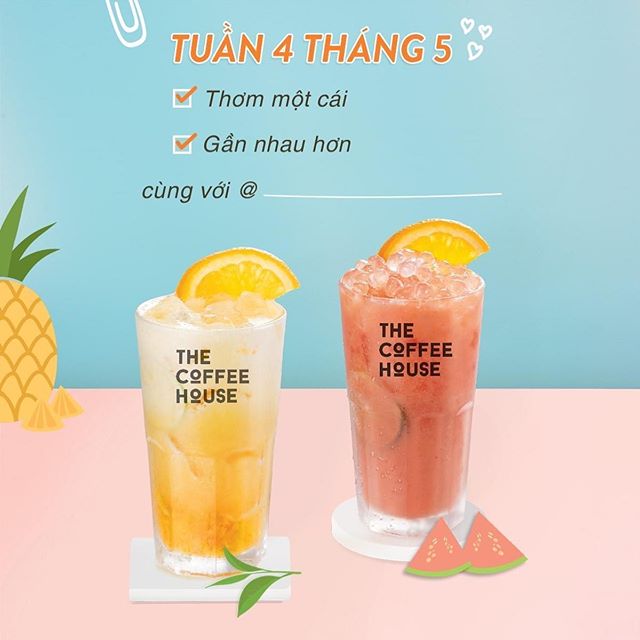 TUẦN 4 THÁNG 5
Thơm một cái
Gần nhau hơn
cùng với @
THE
COFFEE
HOUSE
THE
COFFEE
HOUSE